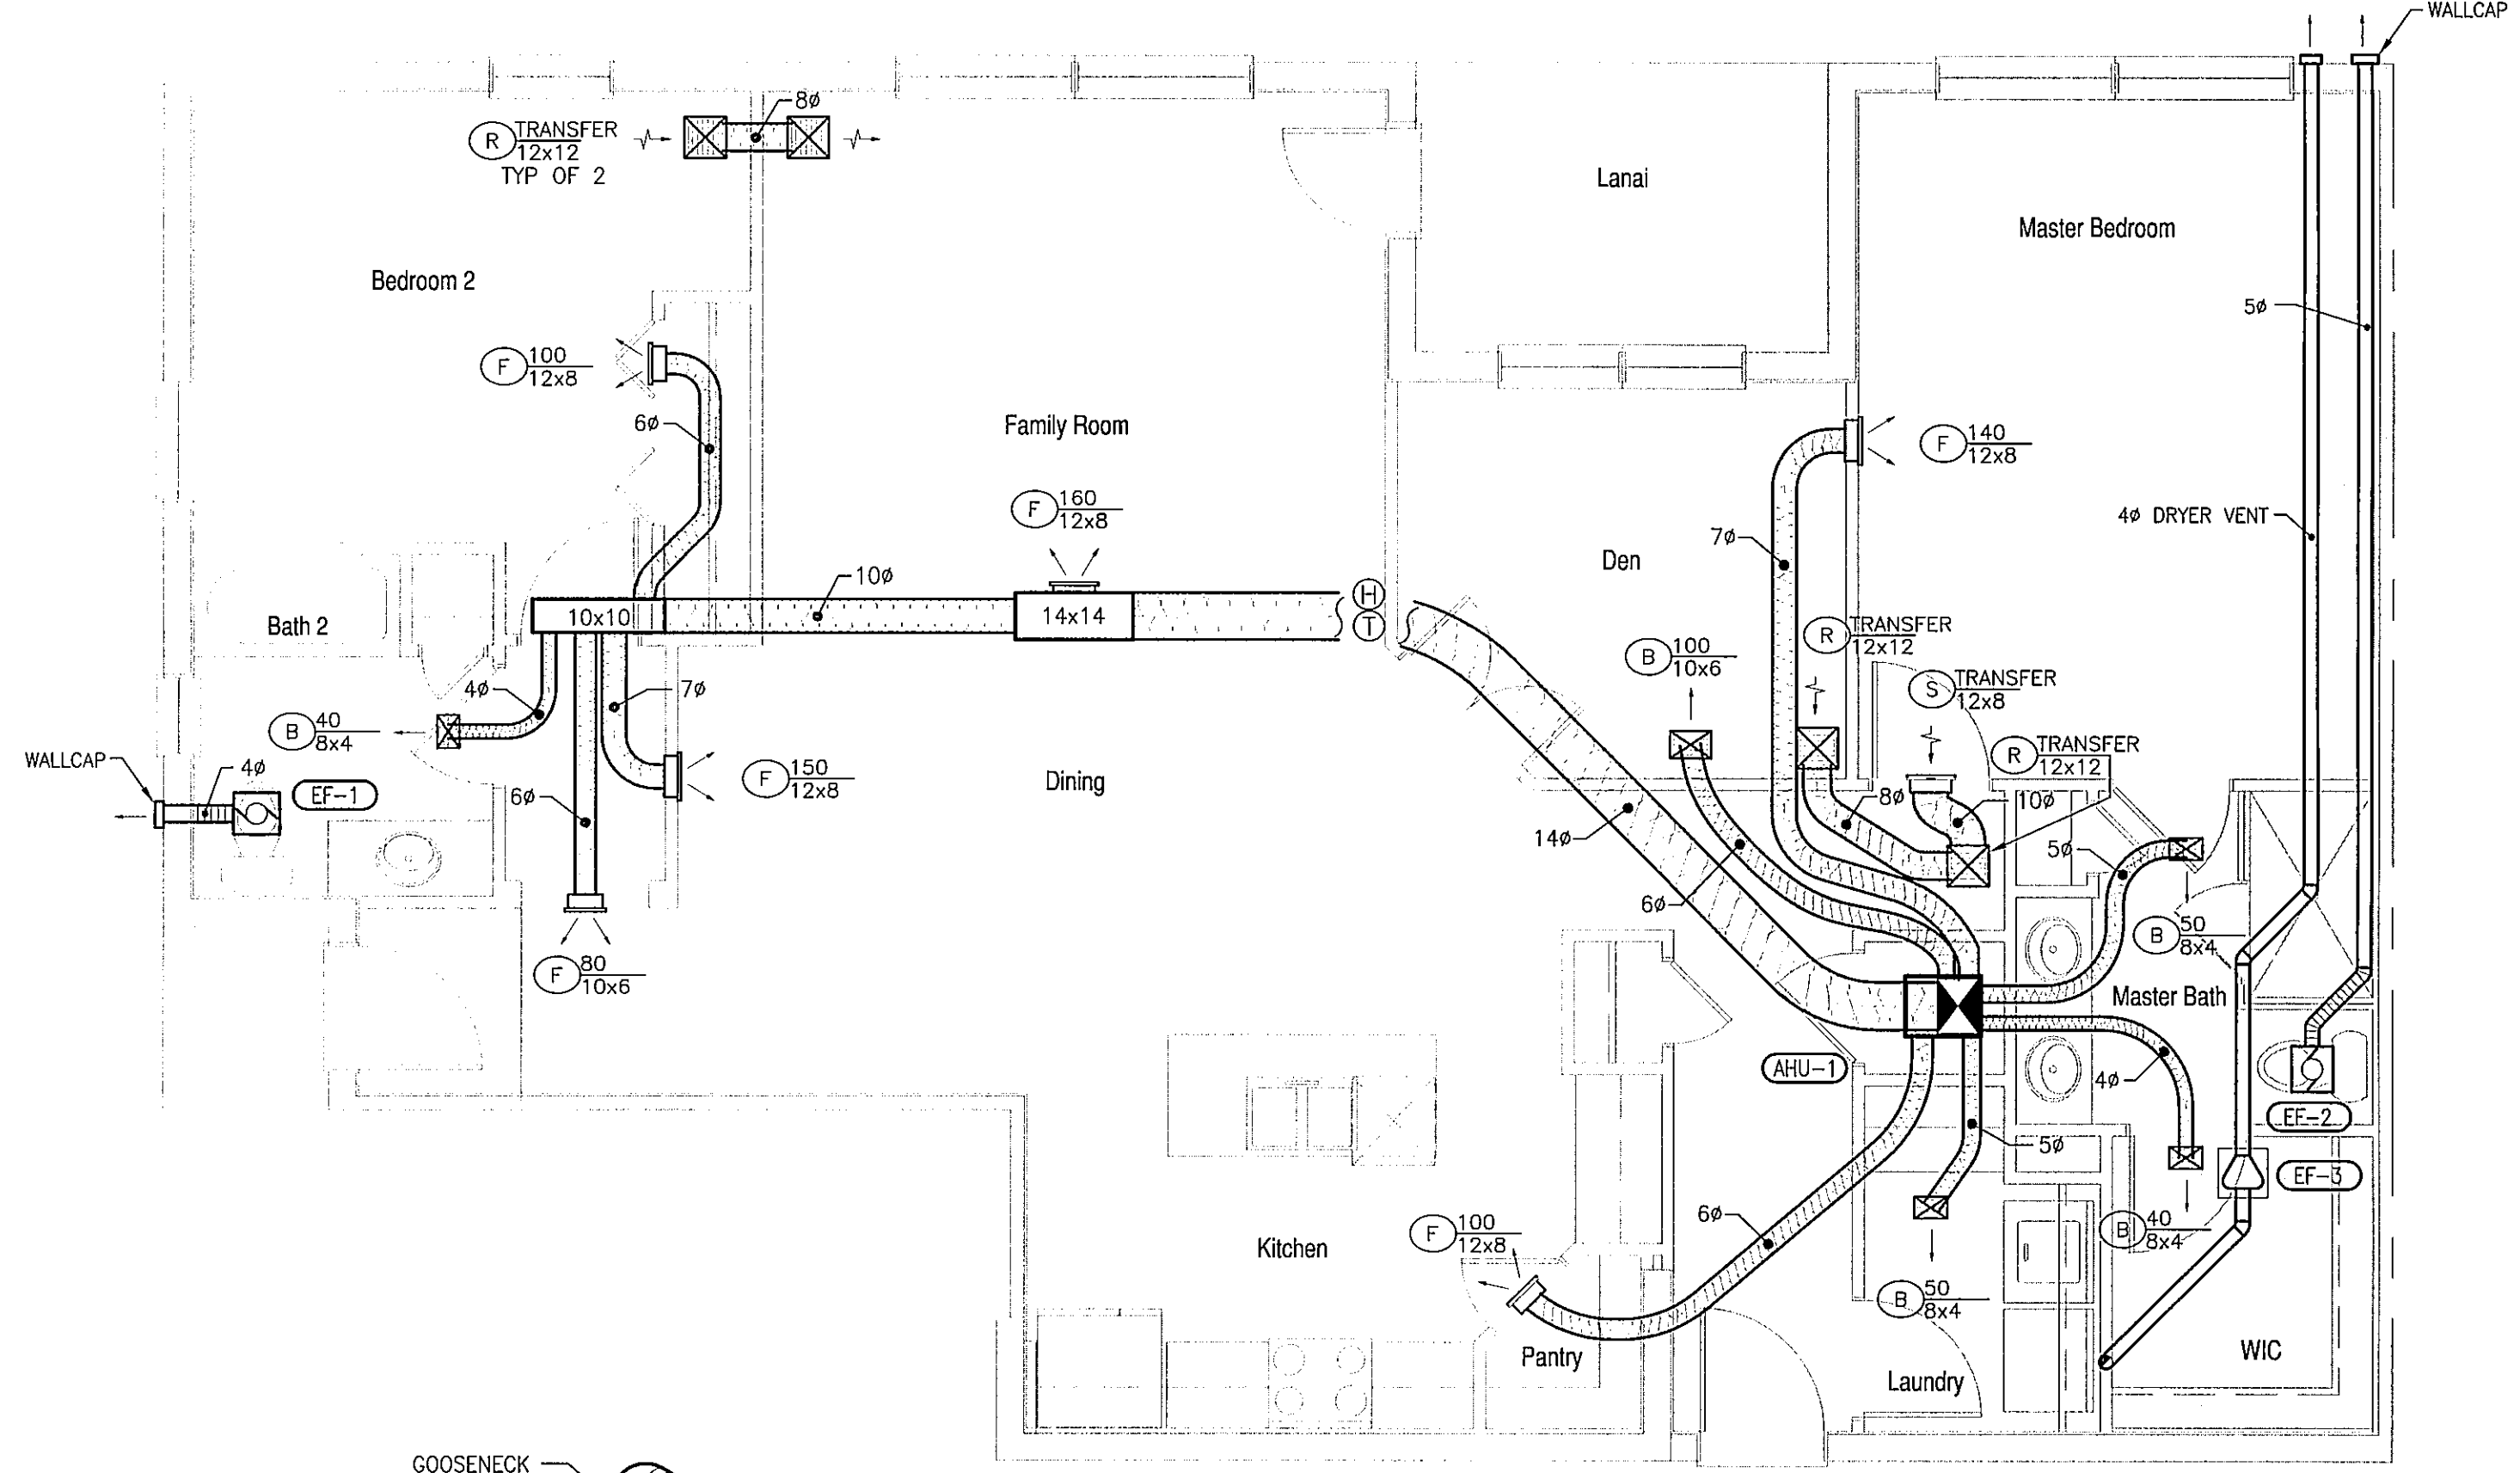 WALLCAP
8ø
R TRANSFER
12x12
TYP OF 2
Lanai
Master Bedroom
Bedroom 2
5ø
F 100
12x8
6ø
Family Room
F 140
12x8
F 160
12x8
4ø DRYER VENT
7ø
Den
10ø
H
10x10
14x14
T
Bath 2
R TRANSFER
12x12
B 100
10x6
4ø
7ø
S TRANSFER
12x8
B 40
8x4
R TRANSFER
12x12
WALLCAP
4ø
EF-1
F 150
12x8
Dining
6ø
8ø
10ø
14ø
5ø
6ø
B 50
8x4
F 80
10x6
Master Bath
AHU-1
4ø
EF-2
5ø
EF-3
6ø
F 100
12x8
Kitchen
B 40
8x4
B 50
8x4
Pantry
WIC
Laundry
GOOSENECK